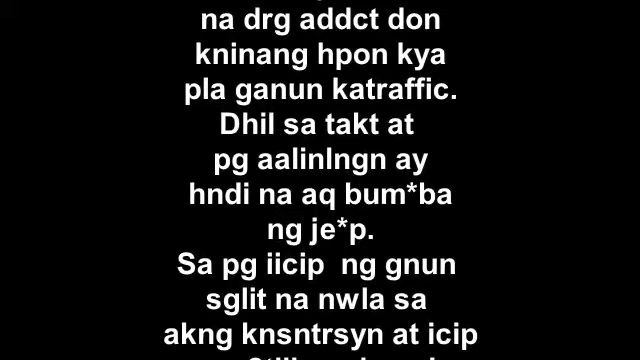 na drg addct don
kninang hpon kya
pla ganun katraffic.
Dhil sa takt at
pg aalinlngn ay
hndi na aq bum*ba
ng je*p.
Sa pg iicip ng gnun
sglit na nwla sa
akng knsntrsyn at icip